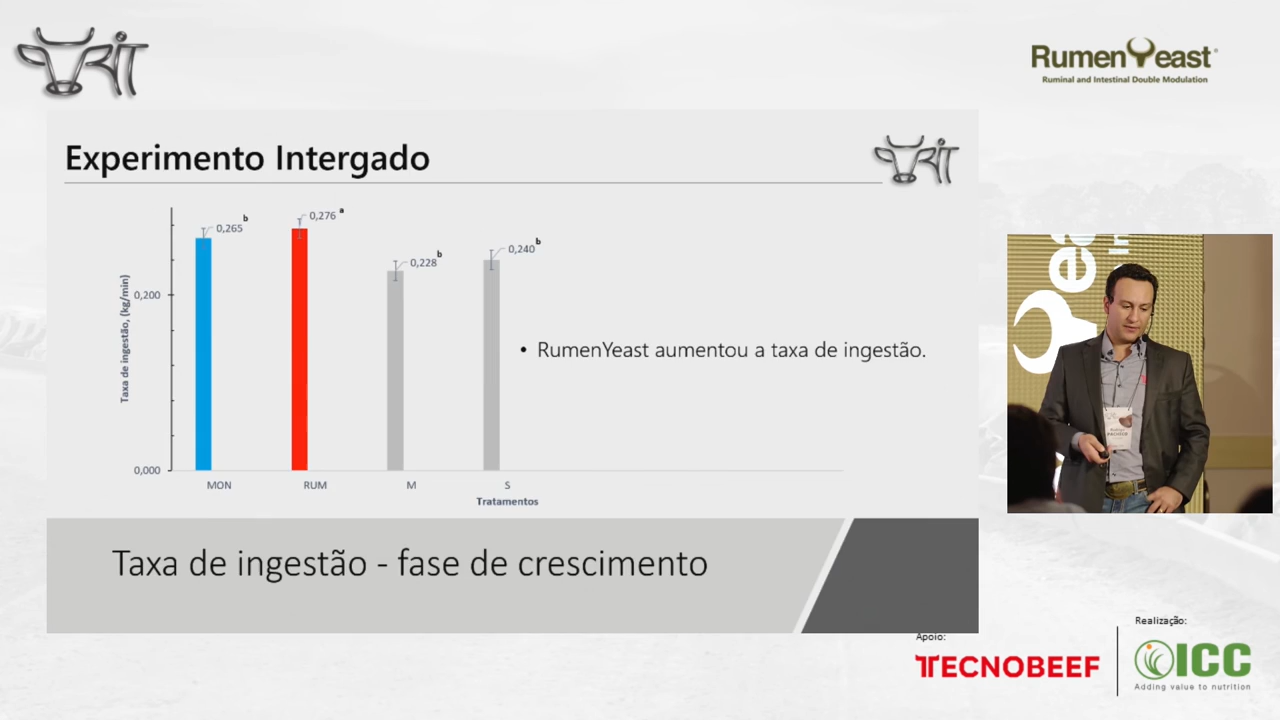 RumenYeast®
Ruminal and Intestinal Double Modulation
Experimento Intergado
Taxa de ingestão, (kg/min)
0,200
0,000
0,265 b
0,276 a
0,228 b
0,240 b
MON
RUM
M
S
Tratamentos
• RumenYeast aumentou a taxa de ingestão.
Taxa de ingestão - fase de crescimento
PACHECO
Apoio:
TECNOBEEF
Realização:
ICC
Adding value to nutrition